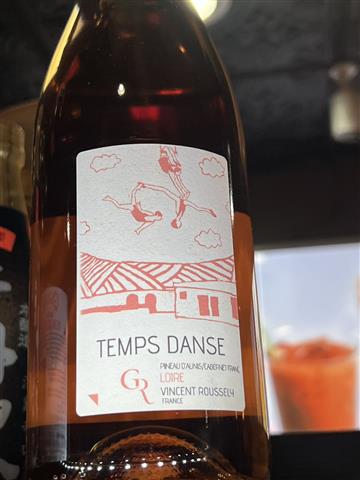 TEMPS DANSE
PINEAU D'AUNIS/CABERNET FRANC
LOIRE
GR
VINCENT ROUSSELY
FRANCE